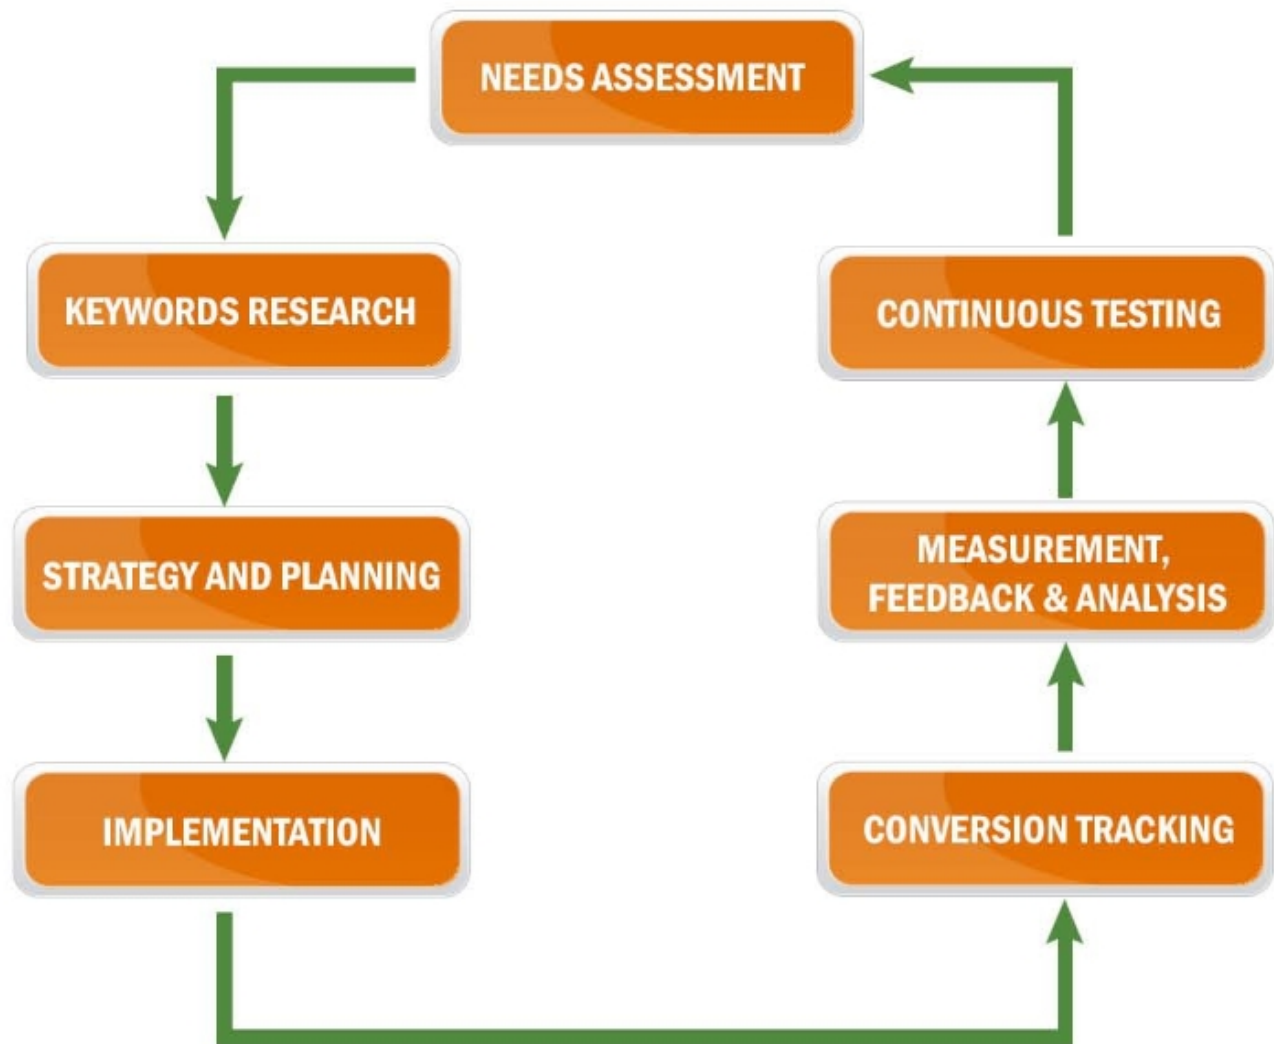 NEEDS ASSESSMENT
KEYWORDS RESEARCH
STRATEGY AND PLANNING
IMPLEMENTATION
CONVERSION TRACKING
MEASUREMENT,
FEEDBACK & ANALYSIS
CONTINUOUS TESTING